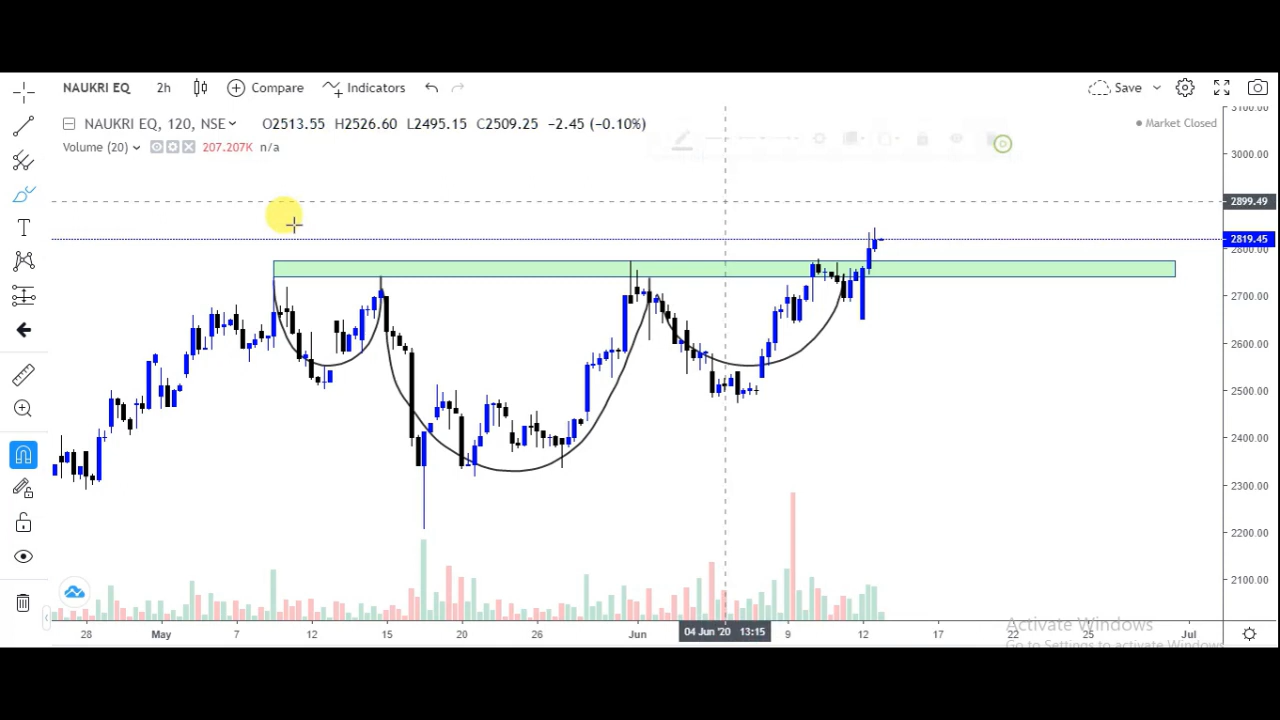 NAUKRI EQ 2h Compare Indicators Save
NAUKRI EQ, 120, NSE O2513.55 H2526.60 L2495.15 C2509.25 −2.45 (−0.10%)
Market Closed
Volume (20) 207.207K n/a
3100.00
3000.00
2899.49
2819.45
2800.00
2700.00
2600.00
2500.00
2400.00
2300.00
2200.00
2100.00
T
28 May 7 12 15 20 26 Jun 04 Jun '20 13:15 9 12 17 22 25 Jul
Activate Windows
Go to Settings to activate Windows